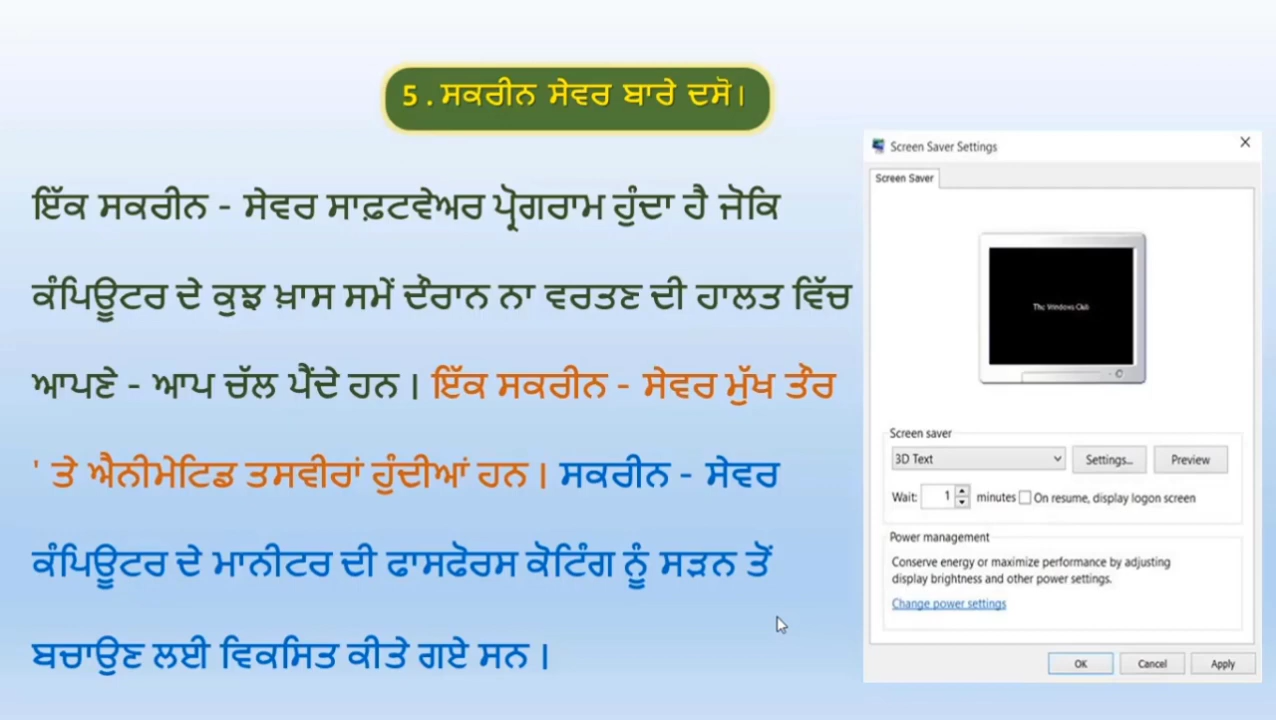 5 . ਸਕਰੀਨ ਸੇਵਰ ਬਾਰੇ ਦਸੋ।
ਇੱਕ ਸਕਰੀਨ - ਸੇਵਰ ਸਾਫ਼ਟਵੇਅਰ ਪ੍ਰੋਗਰਾਮ ਹੁੰਦਾ ਹੈ ਜੋਕਿ
ਕੰਪਿਊਟਰ ਦੇ ਕੁਝ ਖ਼ਾਸ ਸਮੇਂ ਦੌਰਾਨ ਨਾ ਵਰਤਣ ਦੀ ਹਾਲਤ ਵਿੱਚ
ਆਪਣੇ - ਆਪ ਚੱਲ ਪੈਂਦੇ ਹਨ । ਇੱਕ ਸਕਰੀਨ - ਸੇਵਰ ਮੁੱਖ ਤੌਰ
' ਤੇ ਐਨੀਮੇਟਿਡ ਤਸਵੀਰਾਂ ਹੁੰਦੀਆਂ ਹਨ । ਸਕਰੀਨ - ਸੇਵਰ
ਕੰਪਿਊਟਰ ਦੇ ਮਾਨੀਟਰ ਦੀ ਫਾਸਫੋਰਸ ਕੋਟਿੰਗ ਨੂੰ ਸੜਨ ਤੋਂ
ਬਚਾਉਣ ਲਈ ਵਿਕਸਿਤ ਕੀਤੇ ਗਏ ਸਨ ।
Screen Saver Settings
Screen Saver
The Windows Club
Screen saver
3D Text Settings... Preview
Wait: 1 minutes On resume, display logon screen
Power management
Conserve energy or maximize performance by adjusting
display brightness and other power settings.
Change power settings
OK Cancel Apply